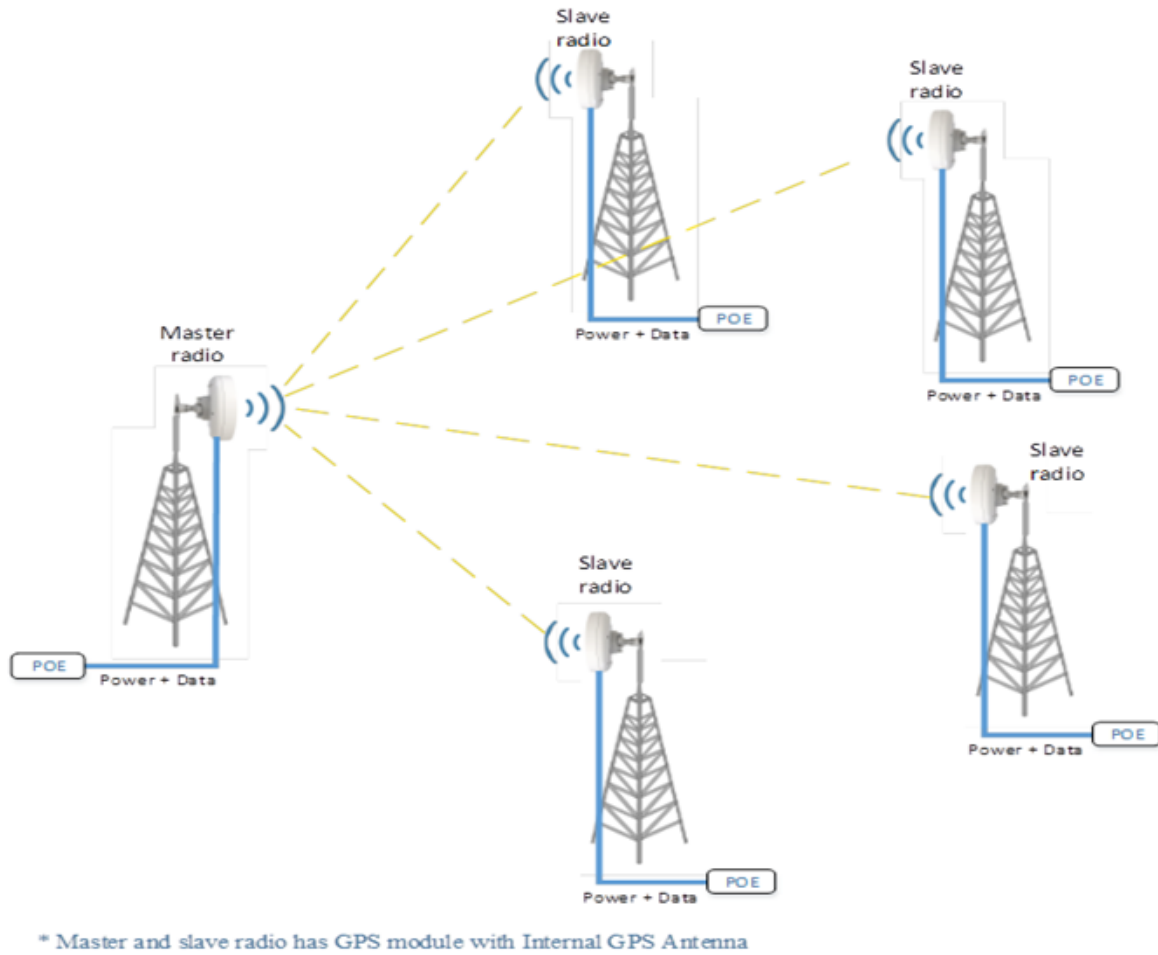 Slave
radio
Slave
radio
POE
Power + Data
Master
radio
POE
Power + Data
Slave
radio
Slave
radio
POE
Power + Data
POE
Power + Data
POE
Power + Data
* Master and slave radio has GPS module with Internal GPS Antenna